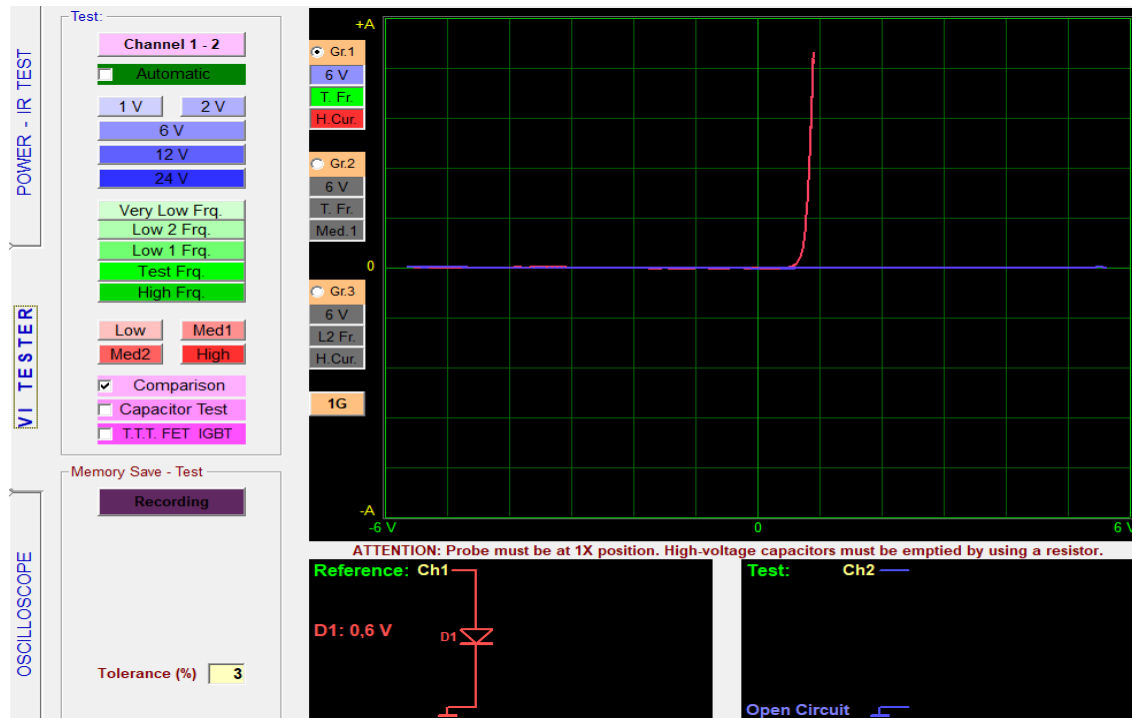 POWER - IR TEST
VI TESTER
OSCILLOSCOPE
Test:
Channel 1 - 2
Automatic
1 V
2 V
6 V
12 V
24 V
Very Low Frq.
Low 2 Frq.
Low 1 Frq.
Test Frq.
High Frq.
Low
Med1
Med2
High
Comparison
Capacitor Test
T.T.T. FET IGBT
Memory Save - Test
Recording
Tolerance (%)
3
Gr.1
6 V
T. Fr.
H.Cur.
Gr.2
6 V
T. Fr.
Med.1
Gr.3
6 V
L2 Fr.
H.Cur.
1G
+A
0
-A
-6 V
0
6 V
ATTENTION: Probe must be at 1X position. High-voltage capacitors must be emptied by using a resistor.
Reference: Ch1
D1: 0,6 V
D1
Test: Ch2
Open Circuit